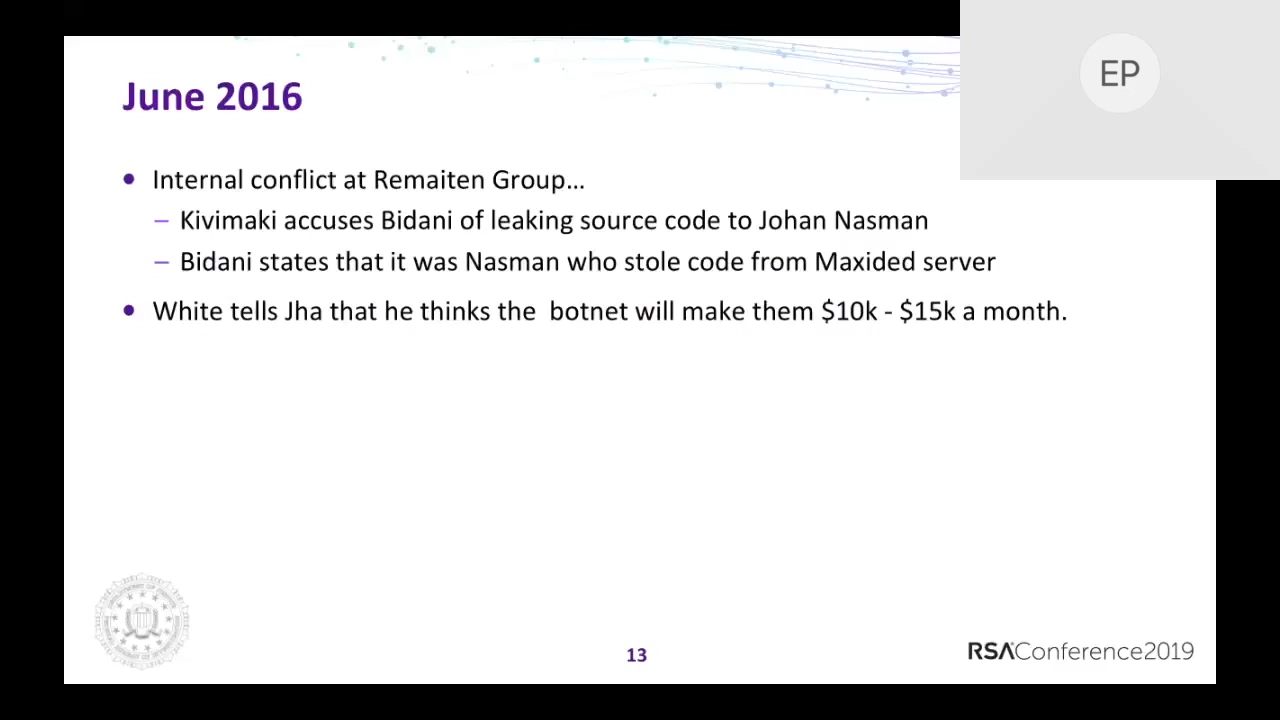 June 2016
EP
• Internal conflict at Remaiten Group…
– Kivimaki accuses Bidani of leaking source code to Johan Nasman
– Bidani states that it was Nasman who stole code from Maxided server
• White tells Jha that he thinks the  botnet will make them $10k - $15k a month.
13
RSAConference2019